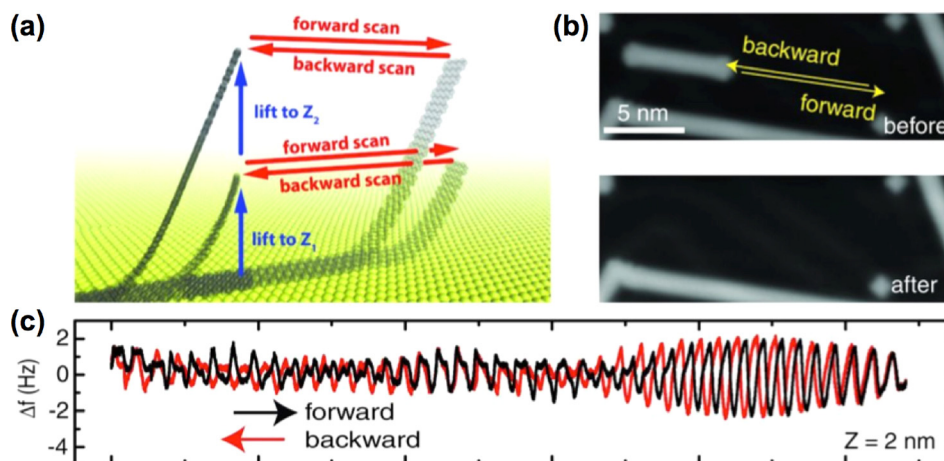 (a)
forward scan
backward scan
lift to Z2
forward scan
backward scan
lift to Z1
(b)
backward
forward
5 nm
before
after
(c)
2
0
-2
-4
Δf (Hz)
forward
backward
Z = 2 nm